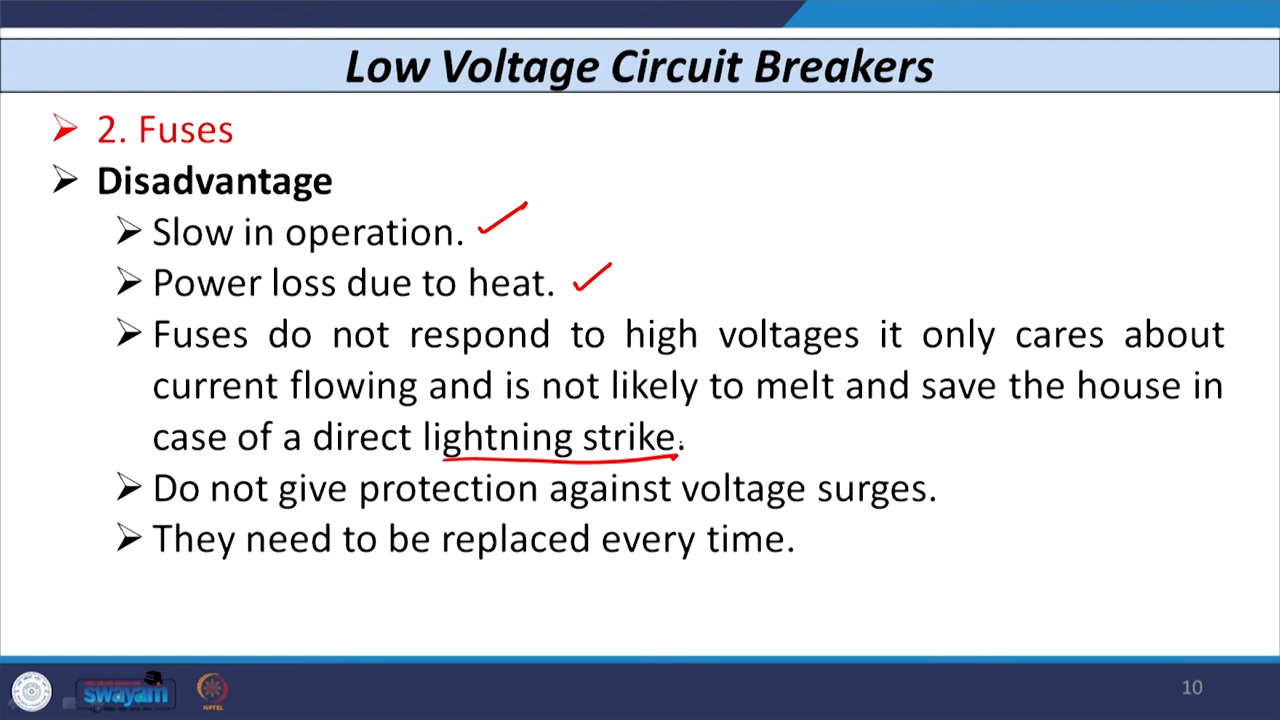 Low Voltage Circuit Breakers
2. Fuses
Disadvantage
Slow in operation.
Power loss due to heat.
Fuses do not respond to high voltages it only cares about
current flowing and is not likely to melt and save the house in
case of a direct lightning strike.
Do not give protection against voltage surges.
They need to be replaced every time.
swayam
NPTEL
10